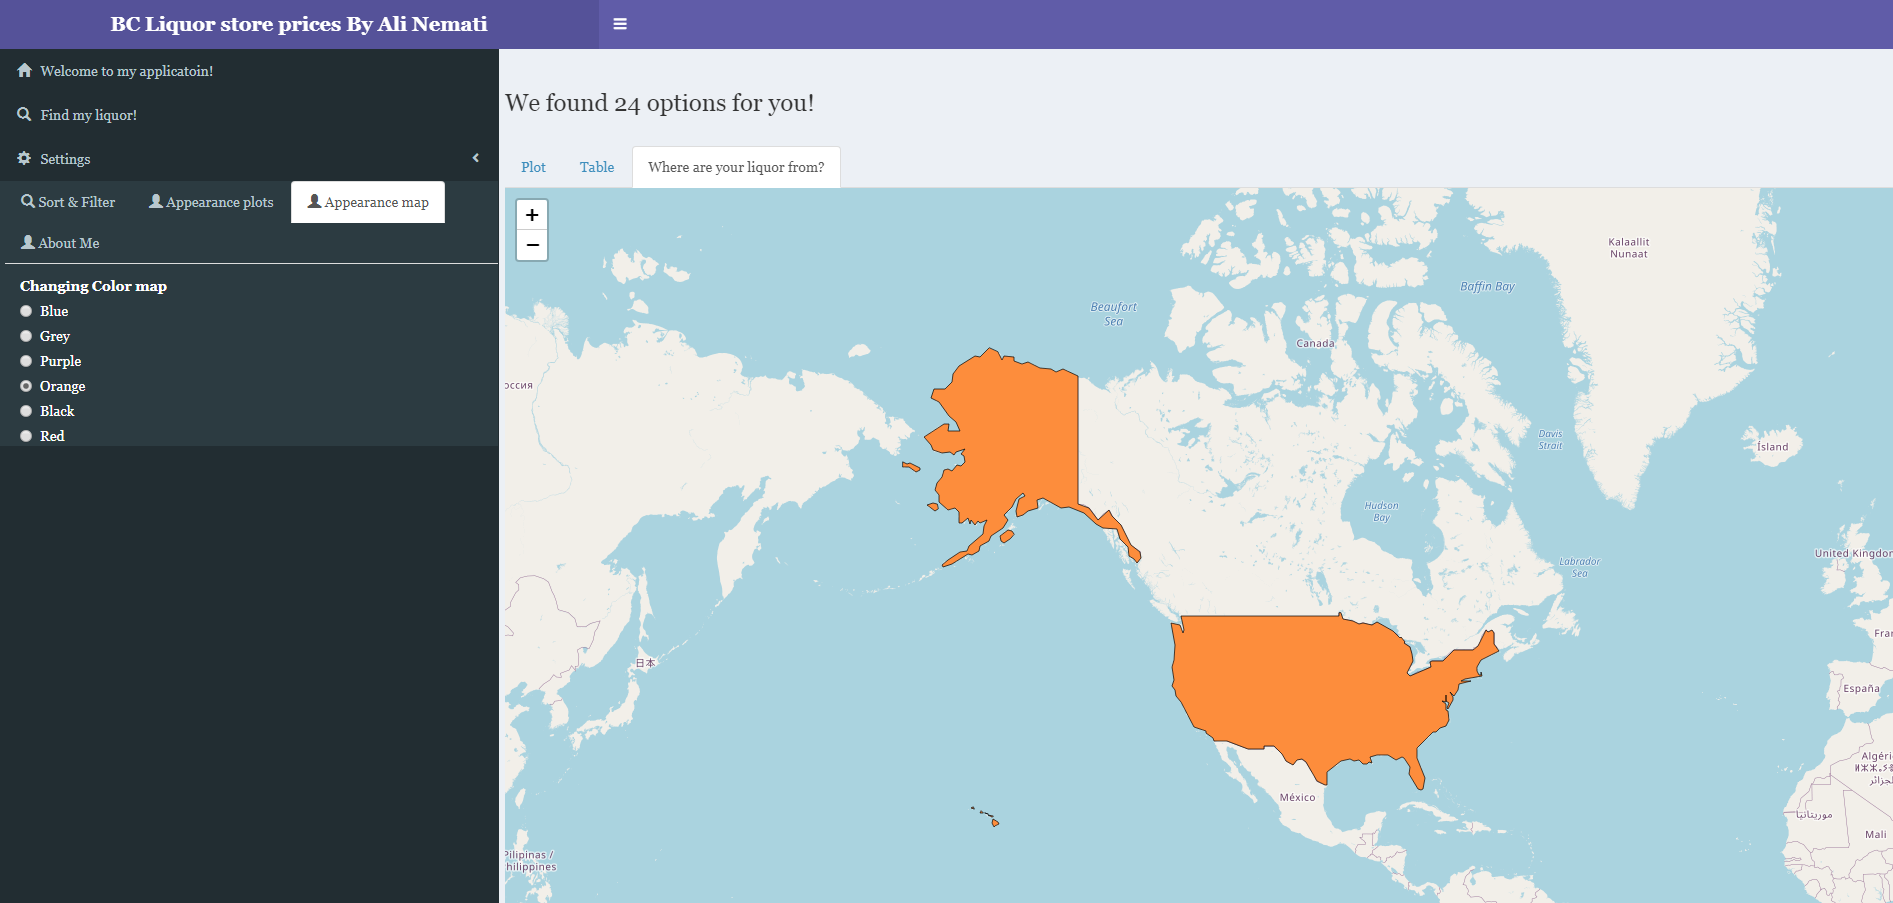 BC Liquor store prices By Ali Nemati
Welcome to my applicatoin!
Find my liquor!
Settings
Sort & Filter
Appearance plots
Appearance map
About Me
Changing Color map
Blue
Grey
Purple
Orange
Black
Red
We found 24 options for you!
Plot
Table
Where are your liquor from?
+
−
Kalaallit
Nunaat
Baffin Bay
Beaufort
Sea
Canada
оссия
Davis
Strait
Ísland
Hudson
Bay
United Kingdom
Labrador
Sea
日本
Fran
España
México
Algéri
موريتانيا
Mali
Pilipinas /
hilippines